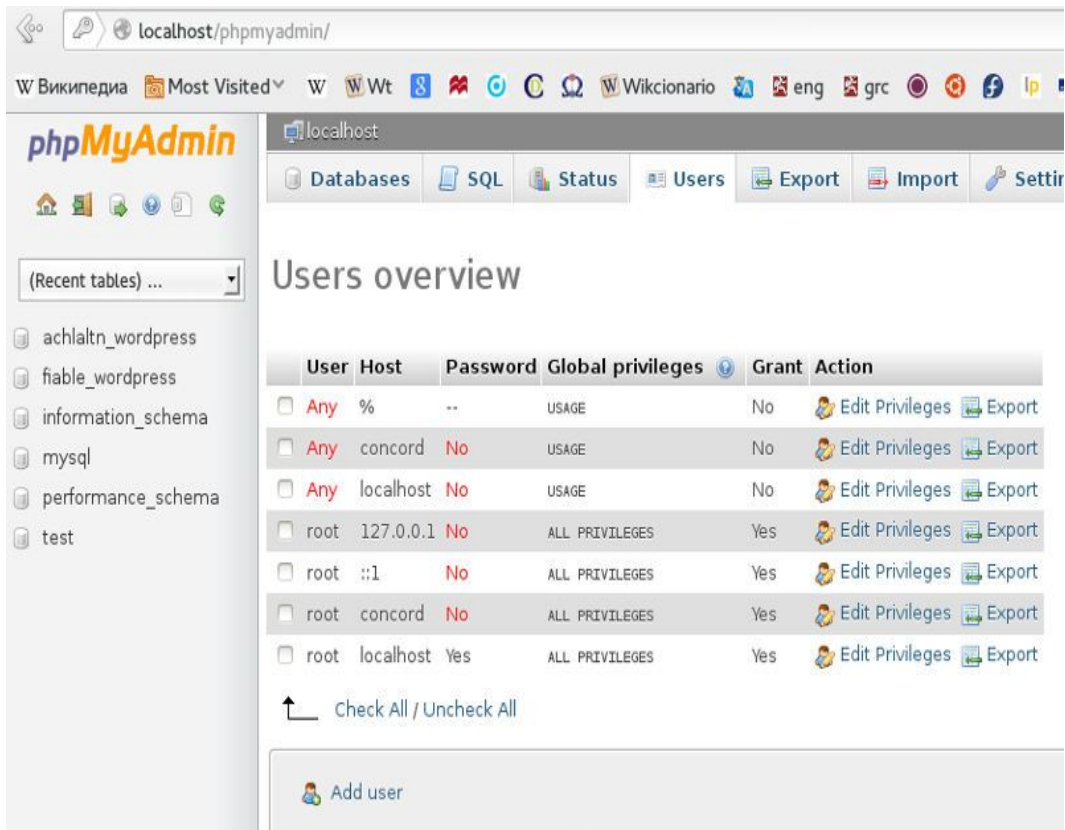 localhost/phpmyadmin/
W Википедия Most Visited W W Wt 8 W Wikcionario eng grc lp
phpMyAdmin
(Recent tables) ...
achlaltn_wordpress
fiable_wordpress
information_schema
mysql
performance_schema
test
localhost
Databases SQL Status Users Export Import Settin
Users overview
User Host Password Global privileges Grant Action
Any % -- USAGE No Edit Privileges Export
Any concord No USAGE No Edit Privileges Export
Any localhost No USAGE No Edit Privileges Export
root 127.0.0.1 No ALL PRIVILEGES Yes Edit Privileges Export
root ::1 No ALL PRIVILEGES Yes Edit Privileges Export
root concord No ALL PRIVILEGES Yes Edit Privileges Export
root localhost Yes ALL PRIVILEGES Yes Edit Privileges Export
Check All / Uncheck All
Add user